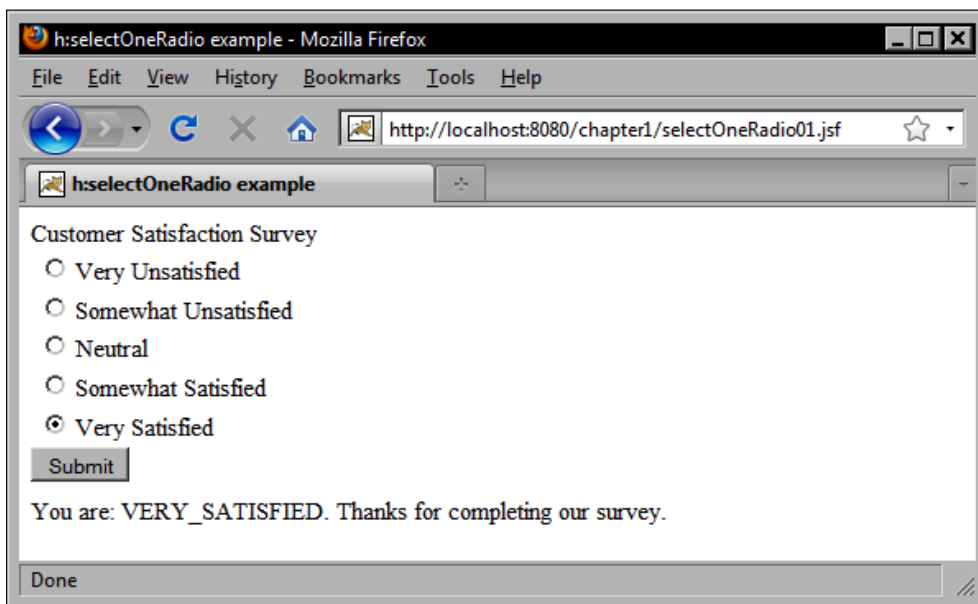 h:selectOneRadio example - Mozilla Firefox
File Edit View History Bookmarks Tools Help
http://localhost:8080/chapter1/selectOneRadio01.jsf
h:selectOneRadio example
Customer Satisfaction Survey
Very Unsatisfied
Somewhat Unsatisfied
Neutral
Somewhat Satisfied
Very Satisfied
Submit
You are: VERY_SATISFIED. Thanks for completing our survey.
Done